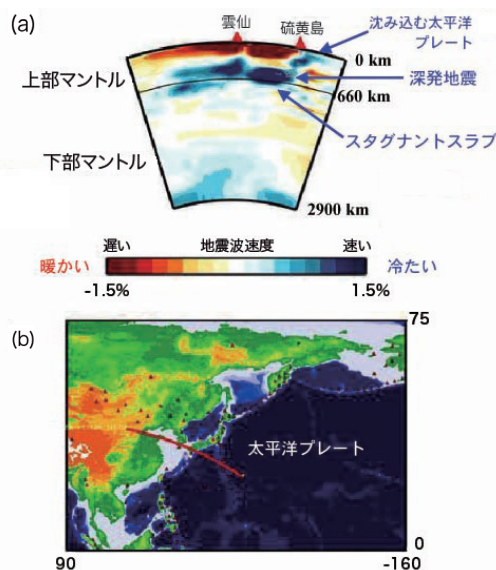 (a)
雲仙
硫黄島
沈み込む太平洋
プレート
0 km
上部マントル
深発地震
660 km
スタグナントスラブ
下部マントル
2900 km
遅い
地震波速度
速い
暖かい
冷たい
-1.5%
1.5%
(b)
75
太平洋プレート
0
90
-160